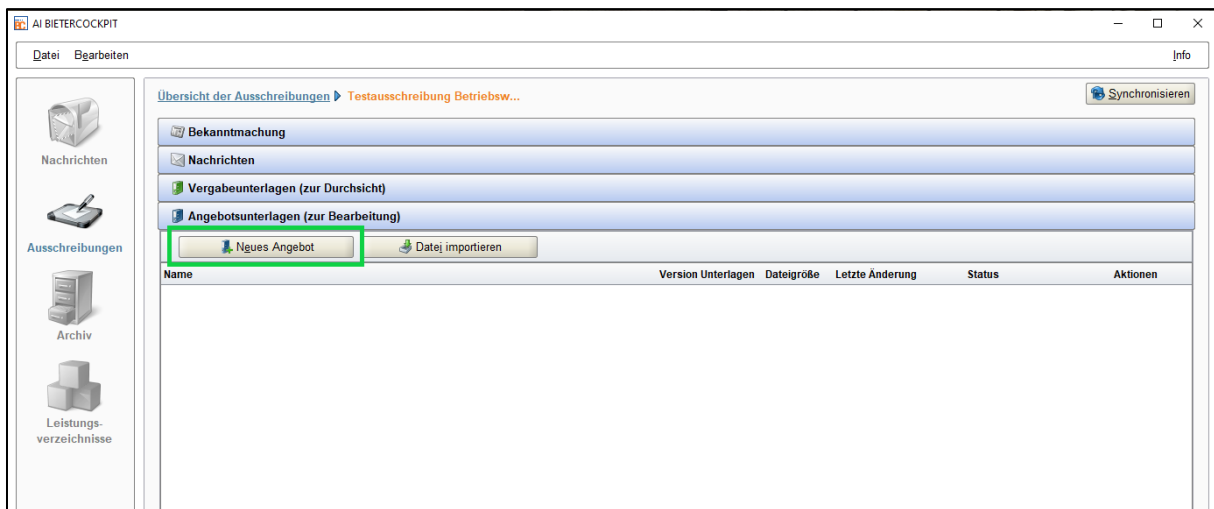 AI BIETERCOCKPIT
Datei Bearbeiten Info
Übersicht der Ausschreibungen Testausschreibung Betriebsw... Synchronisieren
Bekanntmachung
Nachrichten
Nachrichten
Vergabeunterlagen (zur Durchsicht)
Angebotsunterlagen (zur Bearbeitung)
Ausschreibungen
Neues Angebot Datei importieren
Name Version Unterlagen Dateigröße Letzte Änderung Status Aktionen
Archiv
Leistungs-
verzeichnisse